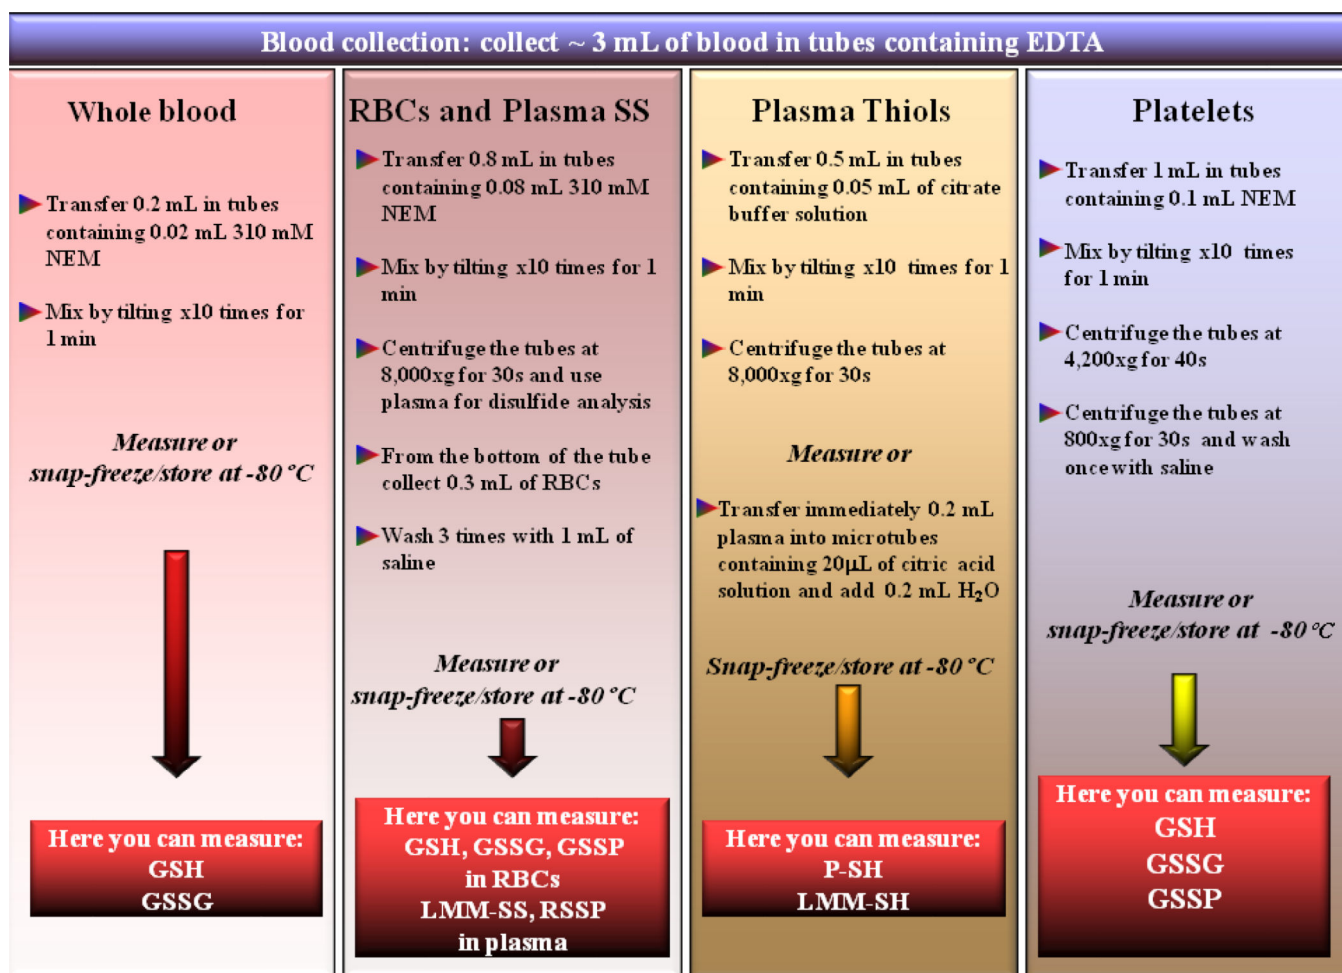 Blood collection: collect ~ 3 mL of blood in tubes containing EDTA
Whole blood
Transfer 0.2 mL in tubes
containing 0.02 mL 310 mM
NEM
Mix by tilting x10 times for
1 min
Measure or
snap-freeze/store at -80 °C
Here you can measure:
GSH
GSSG
RBCs and Plasma SS
Transfer 0.8 mL in tubes
containing 0.08 mL 310 mM
NEM
Mix by tilting x10 times for 1
min
Centrifuge the tubes at
8,000xg for 30s and use
plasma for disulfide analysis
From the bottom of the tube
collect 0.3 mL of RBCs
Wash 3 times with 1 mL of
saline
Measure or
snap-freeze/store at -80 °C
Here you can measure:
GSH, GSSG, GSSP
in RBCs
LMM-SS, RSSP
in plasma
Plasma Thiols
Transfer 0.5 mL in tubes
containing 0.05 mL of citrate
buffer solution
Mix by tilting x10 times for 1
min
Centrifuge the tubes at
8,000xg for 30s
Measure or
Transfer immediately 0.2 mL
plasma into microtubes
containing 20µL of citric acid
solution and add 0.2 mL H₂O
Snap-freeze/store at -80 °C
Here you can measure:
P-SH
LMM-SH
Platelets
Transfer 1 mL in tubes
containing 0.1 mL NEM
Mix by tilting x10 times
for 1 min
Centrifuge the tubes at
4,200xg for 40s
Centrifuge the tubes at
800xg for 30s and wash
once with saline
Measure or
snap-freeze/store at -80 °C
Here you can measure:
GSH
GSSG
GSSP